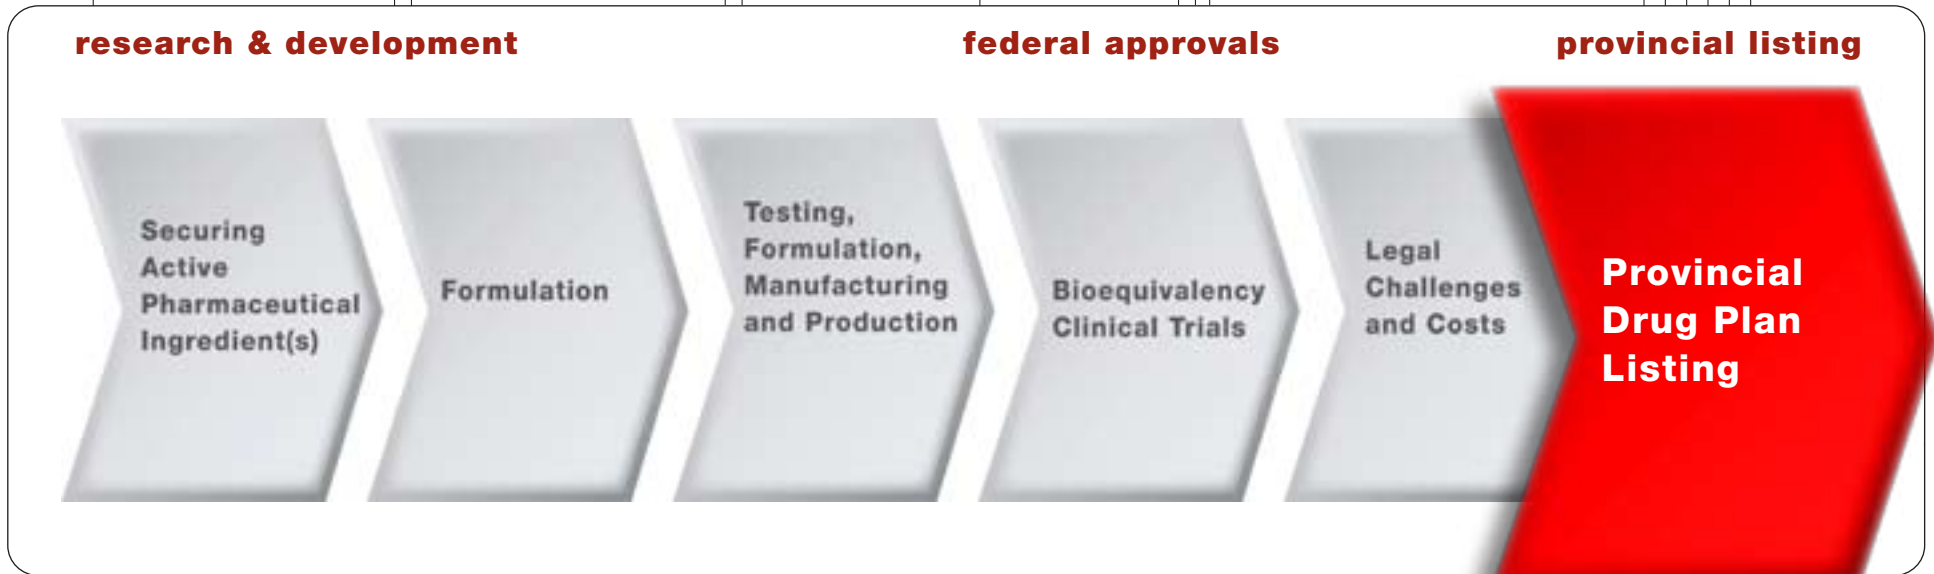 research & development
federal approvals
provincial listing
Securing
Active
Pharmaceutical
Ingredient(s)
Formulation
Testing,
Formulation,
Manufacturing
and Production
Bioequivalency
Clinical Trials
Legal
Challenges
and Costs
Provincial
Drug Plan
Listing